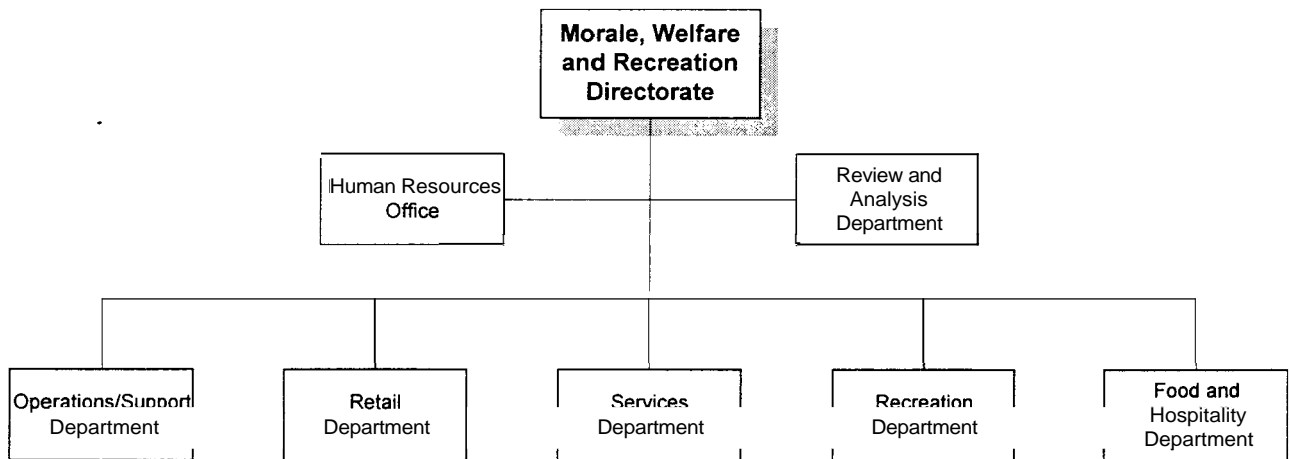 Morale, Welfare
and Recreation
Directorate
Human Resources
Office
Review and
Analysis
Department
Operations/Support
Department
Retail
Department
Services
Department
Recreation
Department
Food and
Hospitality
Department